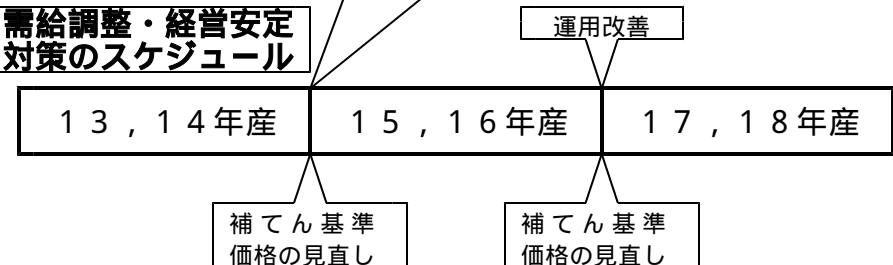 需給調整・経営安定
対策のスケジュール
運用改善
１３，１４年産
１５，１６年産
１７，１８年産
補てん基準
価格の見直し
補てん基準
価格の見直し